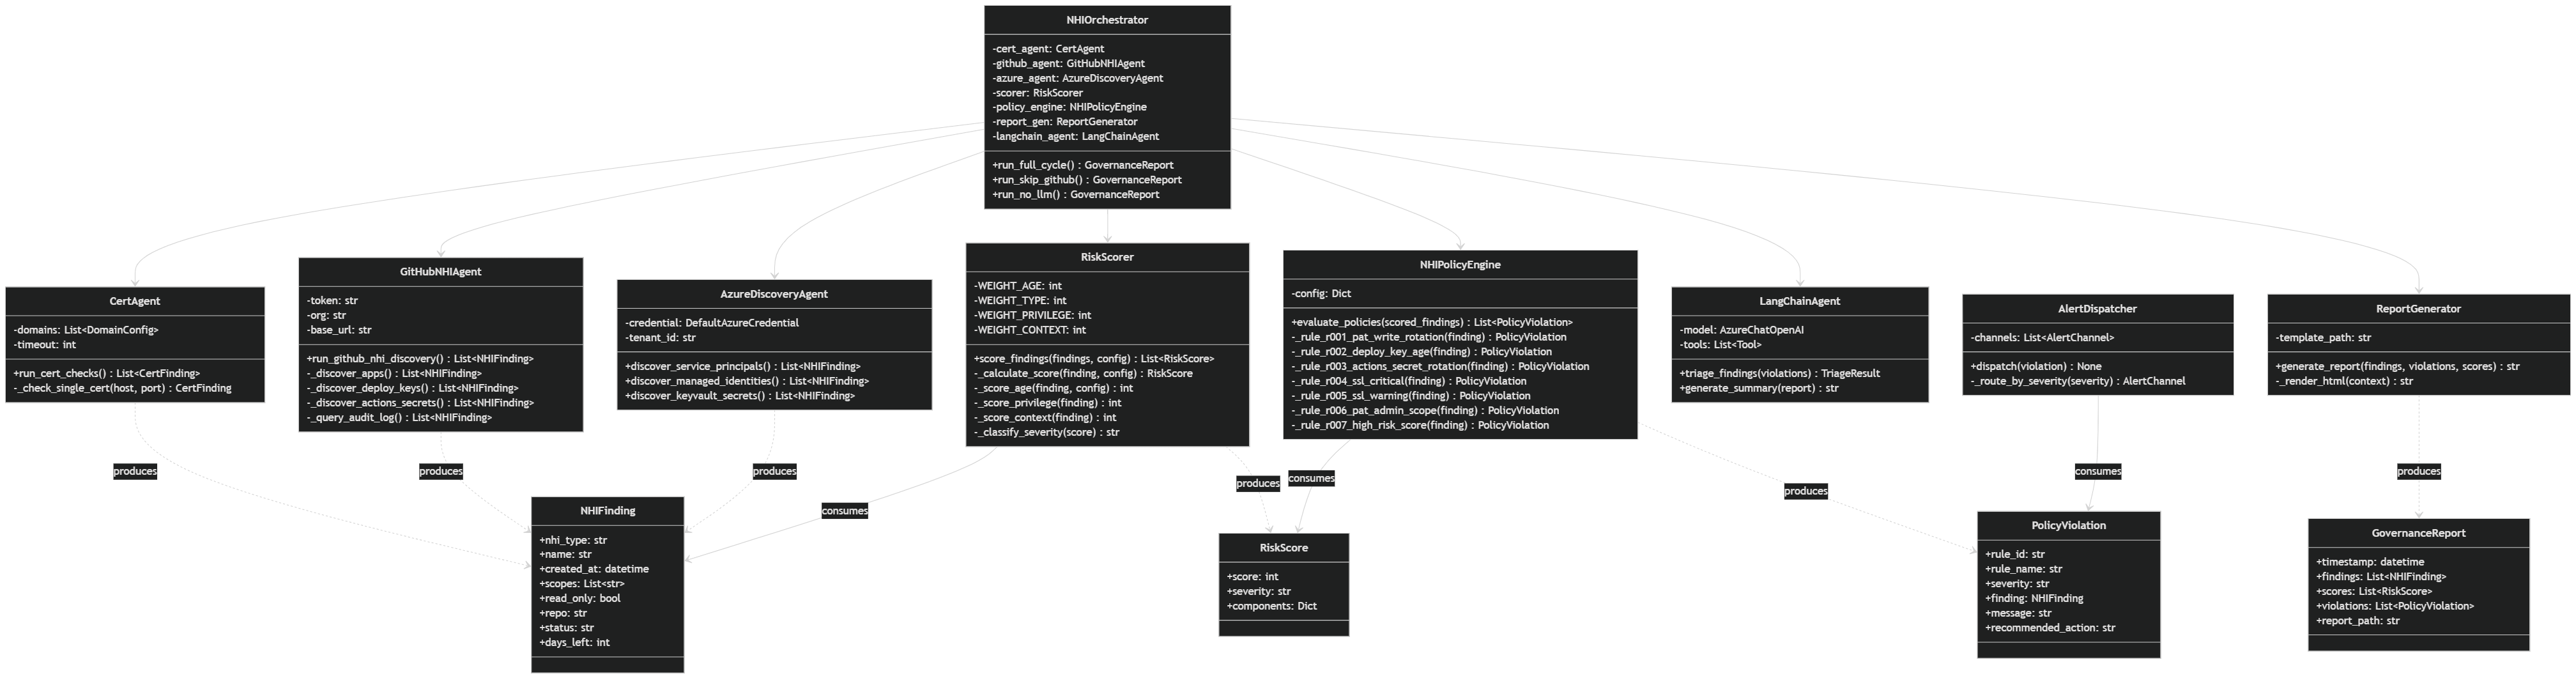 NHIOrchestrator
-cert_agent: CertAgent
-github_agent: GitHubNHIAgent
-azure_agent: AzureDiscoveryAgent
-scorer: RiskScorer
-policy_engine: NHIPolicyEngine
-report_gen: ReportGenerator
-langchain_agent: LangChainAgent
+run_full_cycle() : GovernanceReport
+run_skip_github() : GovernanceReport
+run_no_llm() : GovernanceReport
CertAgent
-domains: List<DomainConfig>
-timeout: int
+run_cert_checks() : List<CertFinding>
-_check_single_cert(host, port) : CertFinding
GitHubNHIAgent
-token: str
-org: str
-base_url: str
+run_github_nhi_discovery() : List<NHIFinding>
-_discover_apps() : List<NHIFinding>
-_discover_deploy_keys() : List<NHIFinding>
-_discover_actions_secrets() : List<NHIFinding>
-_query_audit_log() : List<NHIFinding>
AzureDiscoveryAgent
-credential: DefaultAzureCredential
-tenant_id: str
+discover_service_principals() : List<NHIFinding>
+discover_managed_identities() : List<NHIFinding>
+discover_keyvault_secrets() : List<NHIFinding>
RiskScorer
-WEIGHT_AGE: int
-WEIGHT_TYPE: int
-WEIGHT_PRIVILEGE: int
-WEIGHT_CONTEXT: int
+score_findings(findings, config) : List<RiskScore>
-_calculate_score(finding, config) : RiskScore
-_score_age(finding, config) : int
-_score_privilege(finding) : int
-_score_context(finding) : int
-_classify_severity(score) : str
NHIPolicyEngine
-config: Dict
+evaluate_policies(scored_findings) : List<PolicyViolation>
-_rule_r001_pat_write_rotation(finding) : PolicyViolation
-_rule_r002_deploy_key_age(finding) : PolicyViolation
-_rule_r003_actions_secret_rotation(finding) : PolicyViolation
-_rule_r004_ssl_critical(finding) : PolicyViolation
-_rule_r005_ssl_warning(finding) : PolicyViolation
-_rule_r006_pat_admin_scope(finding) : PolicyViolation
-_rule_r007_high_risk_score(finding) : PolicyViolation
LangChainAgent
-model: AzureChatOpenAI
-tools: List<Tool>
+triage_findings(violations) : TriageResult
+generate_summary(report) : str
AlertDispatcher
-channels: List<AlertChannel>
+dispatch(violation) : None
-_route_by_severity(severity) : AlertChannel
ReportGenerator
-template_path: str
+generate_report(findings, violations, scores) : str
-_render_html(context) : str
produces
produces
produces
consumes
produces
consumes
produces
consumes
produces
NHIFinding
+nhi_type: str
+name: str
+created_at: datetime
+scopes: List<str>
+read_only: bool
+repo: str
+status: str
+days_left: int
RiskScore
+score: int
+severity: str
+components: Dict
PolicyViolation
+rule_id: str
+rule_name: str
+severity: str
+finding: NHIFinding
+message: str
+recommended_action: str
GovernanceReport
+timestamp: datetime
+findings: List<NHIFinding>
+scores: List<RiskScore>
+violations: List<PolicyViolation>
+report_path: str